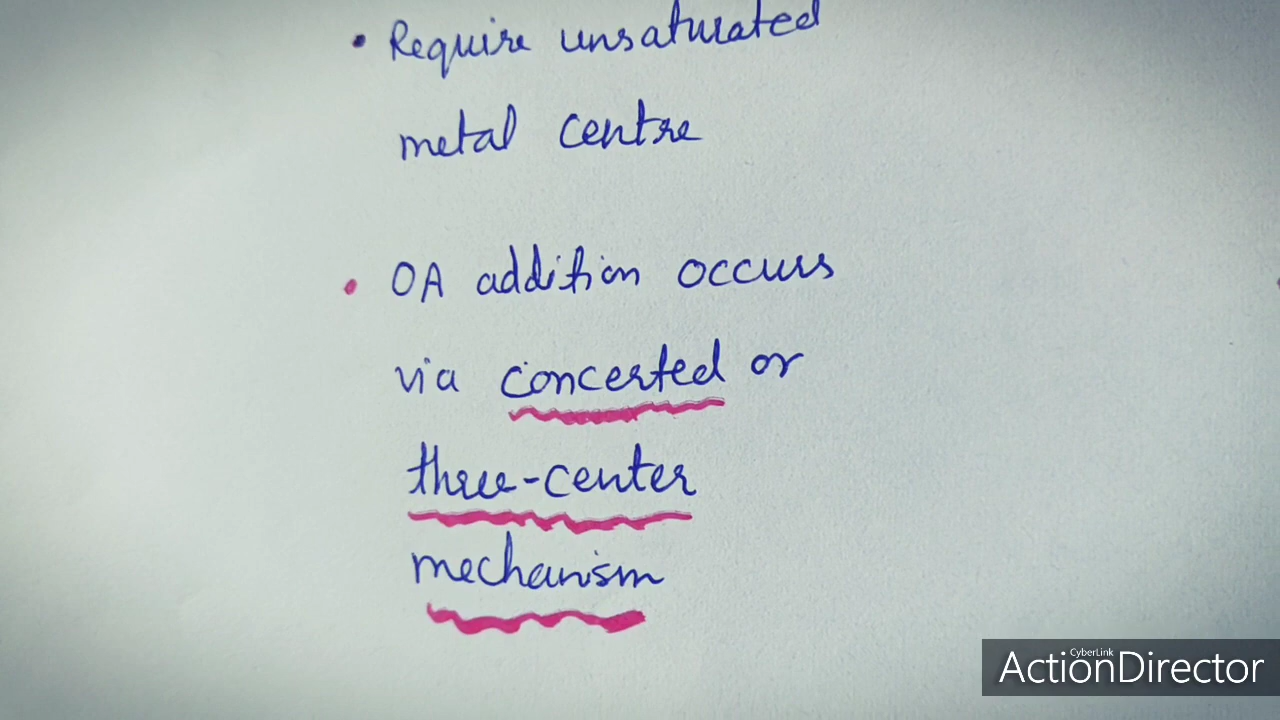 • Require unsaturated
metal centre
• OA addition occurs
via concerted or
three-center
mechanism
CyberLink
ActionDirector